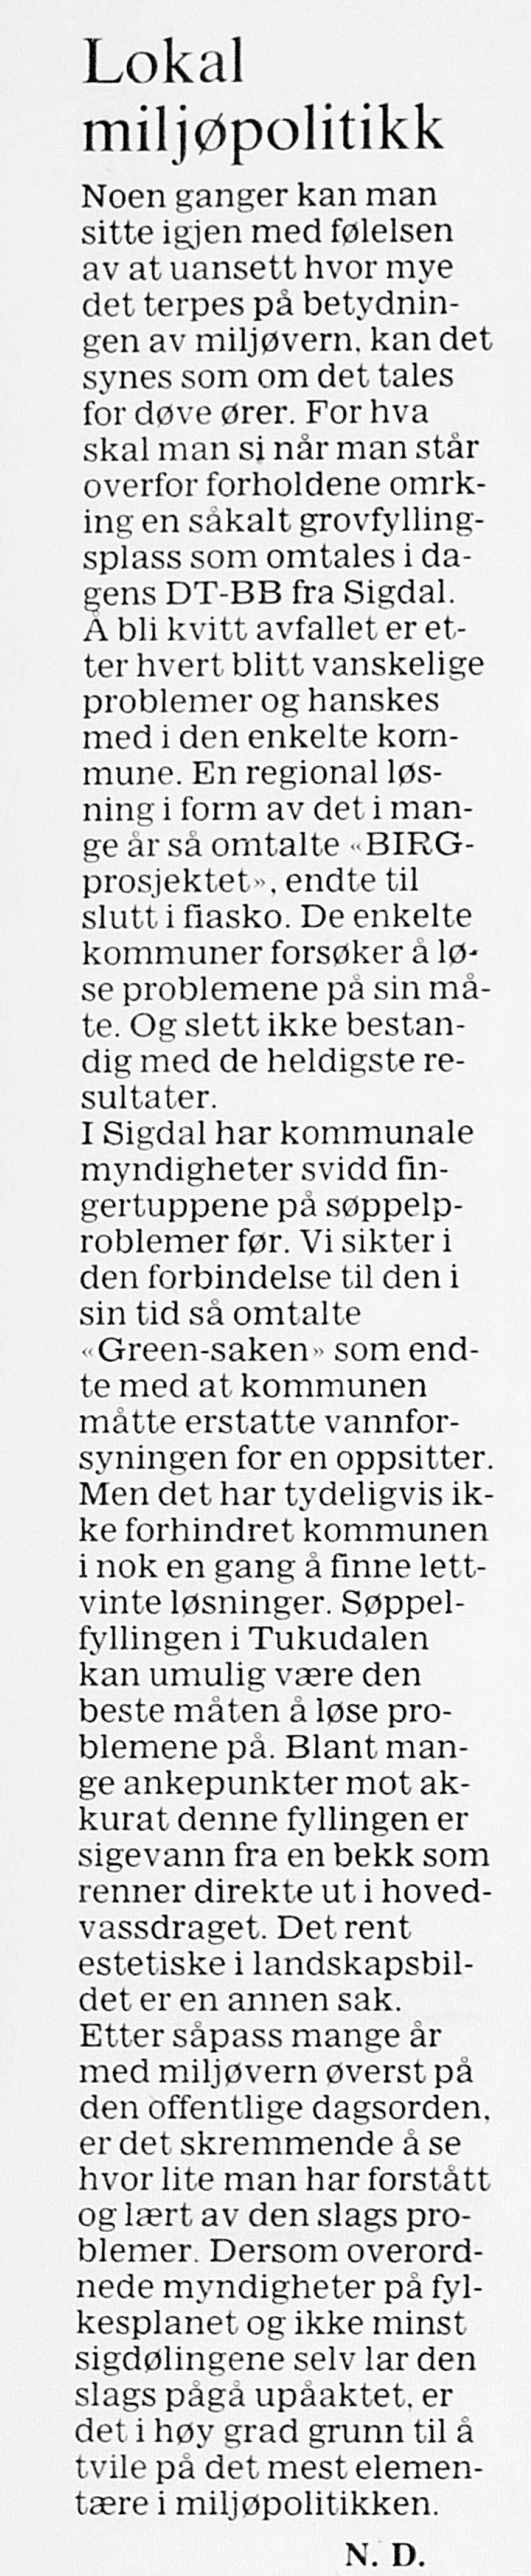 Lokal
miljøpolitikk
Noen ganger kan man
sitte igjen med følelsen
av at uansett hvor mye
det terpes på betydnin-
gen av miljøvern, kan det
synes som om det tales
for døve ører. For hva
skal man si når man står
overfor forholdene omrk-
ing en såkalt grovfylling-
splass som omtales i da-
gens DT-BB fra Sigdal.
Å bli kvitt avfallet er et-
ter hvert blitt vanskelige
problemer og hanskes
med i den enkelte kom-
mune. En regional løs-
ning i form av det i man-
ge år så omtalte «BIRG-
prosjektet», endte til
slutt i fiasko. De enkelte
kommuner forsøker å lø-
se problemene på sin må-
te. Og slett ikke bestan-
dig med de heldigste re-
sultater.
I Sigdal har kommunale
myndigheter svidd fin-
gertuppene på søppelp-
roblemer før. Vi sikter i
den forbindelse til den i
sin tid så omtalte
«Green-saken» som end-
te med at kommunen
måtte erstatte vannfor-
syningen for en oppsitter.
Men det har tydeligvis ik-
ke forhindret kommunen
i nok en gang å finne lett-
vinte løsninger. Søppel-
fyllingen i Tukudalen
kan umulig være den
beste måten å løse pro-
blemene på. Blant man-
ge ankepunkter mot ak-
kurat denne fyllingen er
sigevann fra en bekk som
renner direkte ut i hoved-
vassdraget. Det rent
estetiske i landskapsbil-
det er en annen sak.
Etter såpass mange år
med miljøvern øverst på
den offentlige dagsorden,
er det skremmende å se
hvor lite man har forstått
og lært av den slags pro-
blemer. Dersom overord-
nede myndigheter på fyl-
kesplanet og ikke minst
sigdølingene selv lar den
slags pågå upåaktet, er
det i høy grad grunn til å
tvile på det mest elemen-
tære i miljøpolitikken.
N. D.